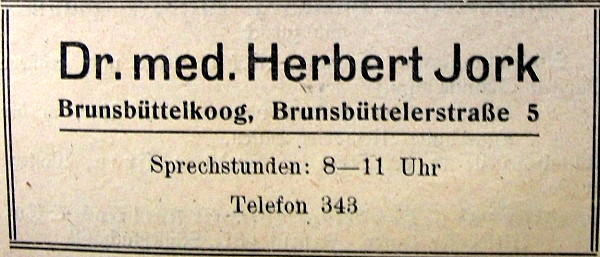 Dr. med. Herbert Jork
Brunsbüttelkoog, Brunsbüttelerstraße 5
Sprechstunden: 8—11 Uhr
Telefon 343